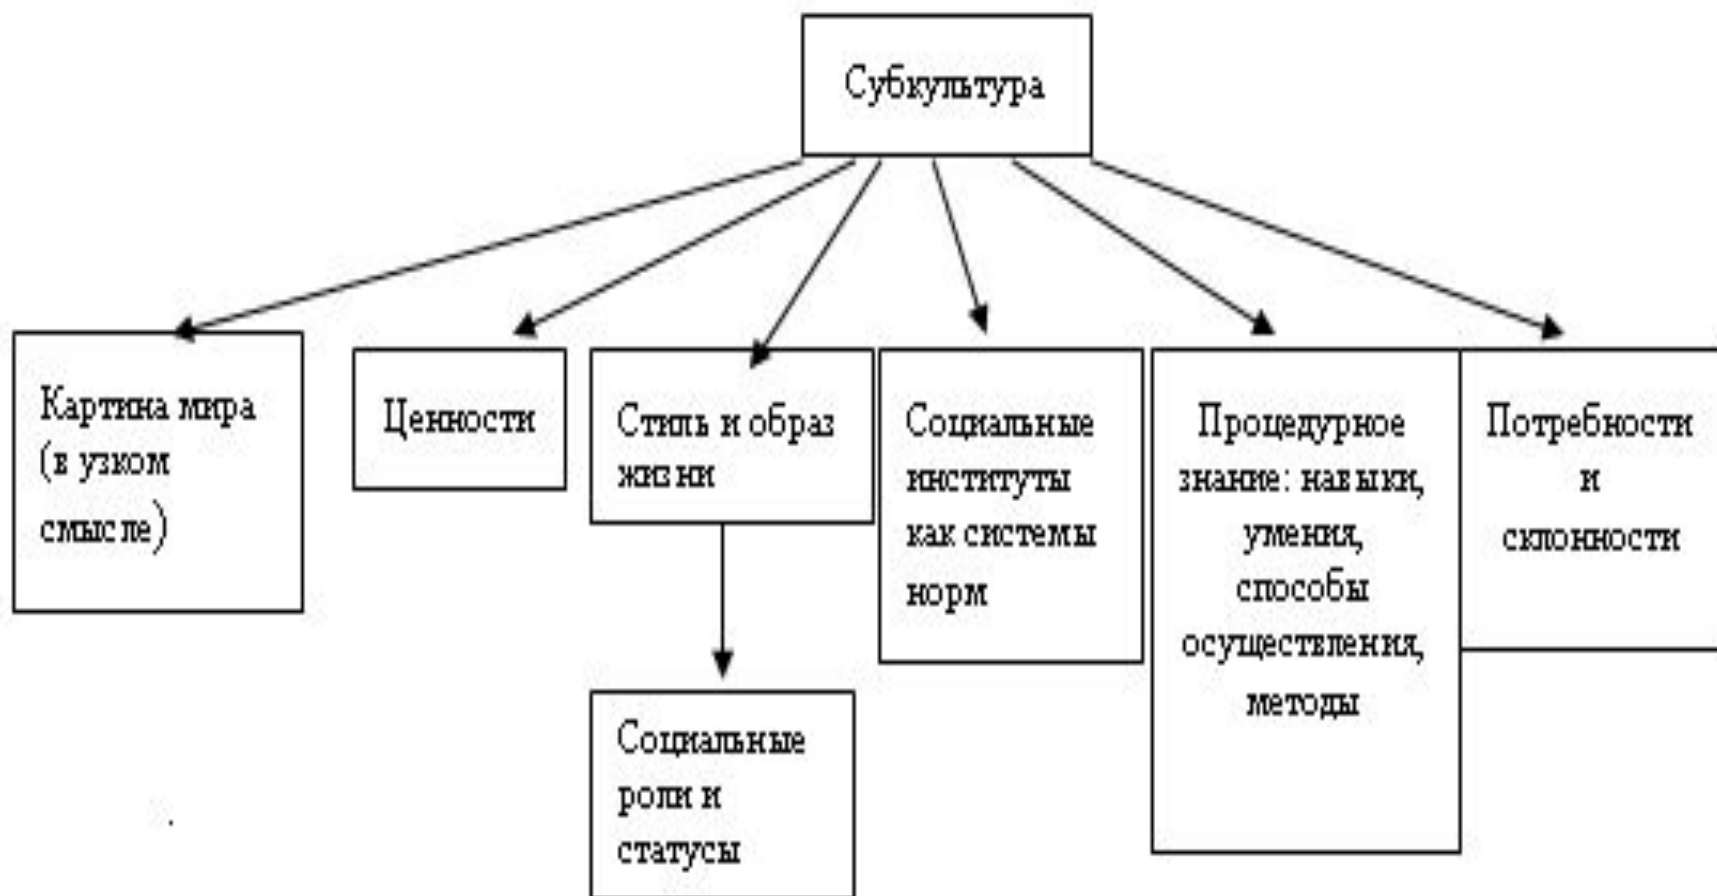 Субкультура
Картина мира
(в узком
смысле)
Ценности
Стиль и образ
жизни
Социальные
институты
как системы
норм
Процедурное
знание: навыки,
умения,
способы
осуществления,
методы
Потребности
и
склонности
Социальные
роли и
статусы
.